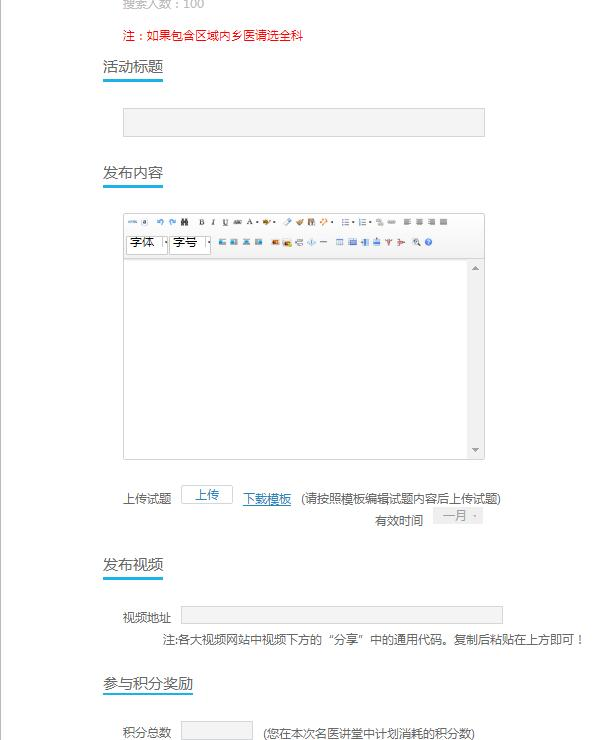 搜索人数：100
注：如果包含区域内乡医请选全科
活动标题
发布内容
字体 字号
上传试题 上传 下载模板 (请按照模板编辑试题内容后上传试题)
有效时间 一月
发布视频
视频地址
注:各大视频网站中视频下方的“分享”中的通用代码。复制后粘贴在上方即可！
参与积分奖励
积分总数 (您在本次名医讲堂中计划消耗的积分数)